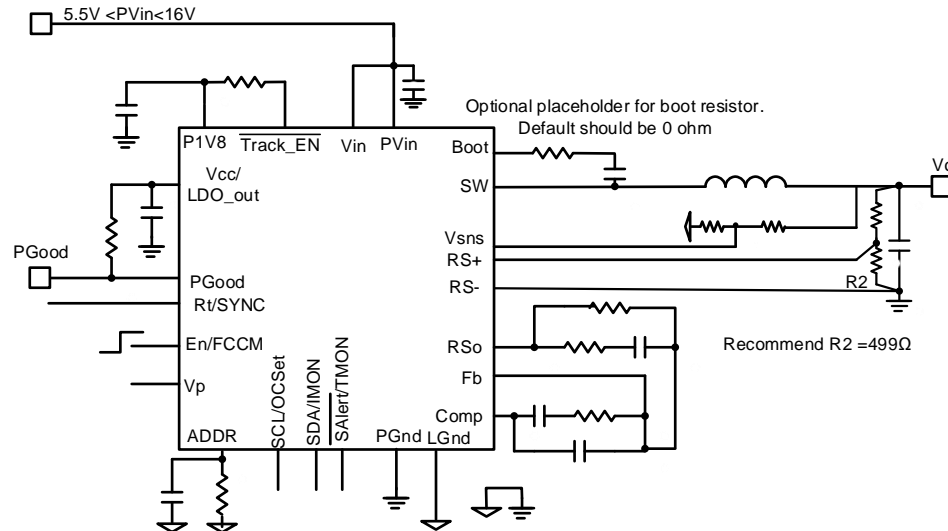 5.5V <PVin<16V
Optional placeholder for boot resistor.
Default should be 0 ohm
P1V8
Track_EN
Vin
PVin
Boot
Vcc/
LDO_out
SW
Vo
Vsns
PGood
RS+
PGood
RS-
R2
Rt/SYNC
En/FCCM
RSo
Recommend R2 =499Ω
Vp
Fb
Comp
ADDR
SCL/OCSet
SDA/IMON
SAlert/TMON
PGnd
LGnd